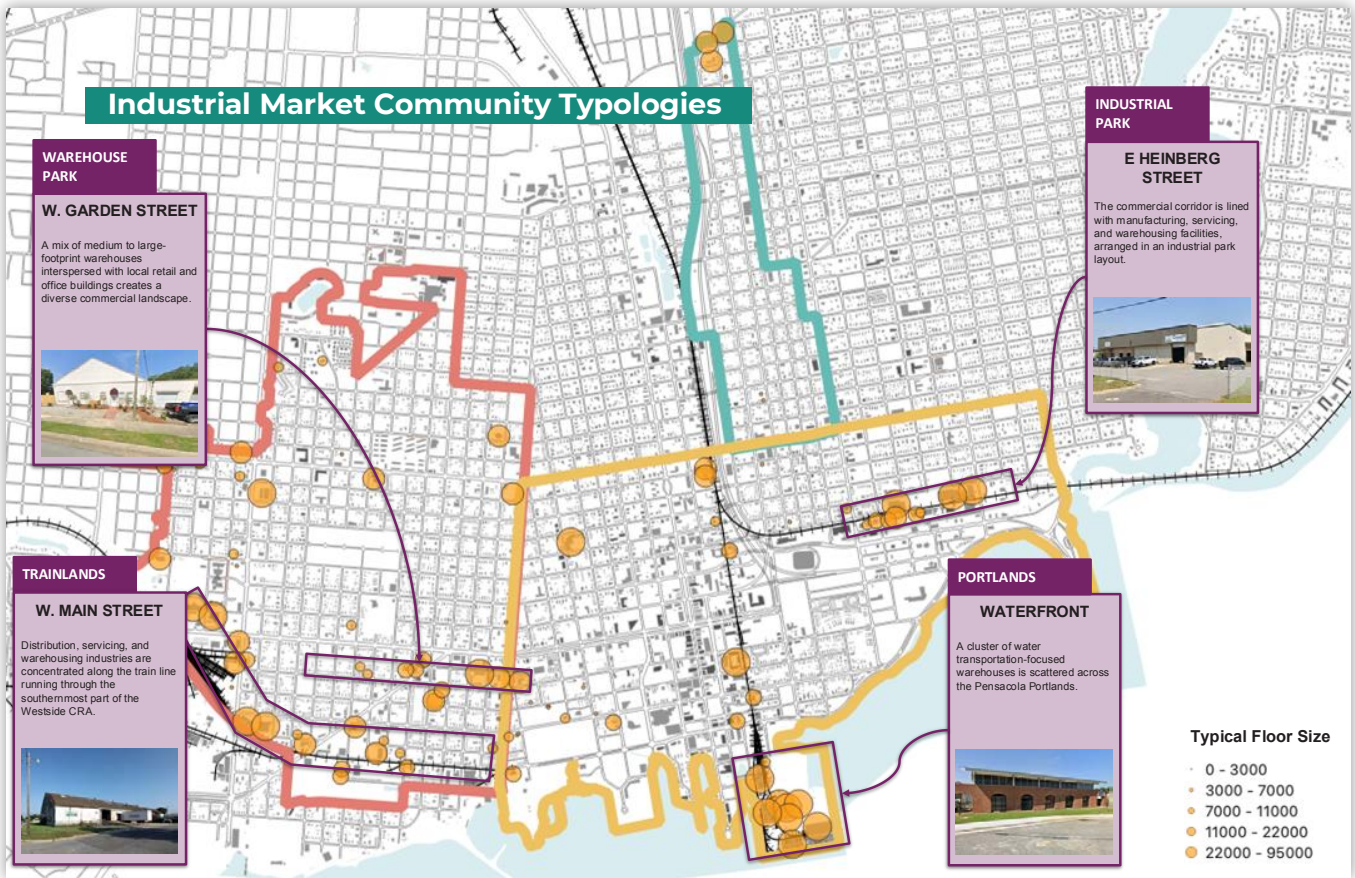 Industrial Market Community Typologies
WAREHOUSE
PARK
W. GARDEN STREET
A mix of medium to large-
footprint warehouses
interspersed with local retail and
office buildings creates a
diverse commercial landscape.
INDUSTRIAL
PARK
E HEINBERG
STREET
The commercial corridor is lined
with manufacturing, servicing,
and warehousing facilities,
arranged in an industrial park
layout.
TRAINLANDS
W. MAIN STREET
Distribution, servicing, and
warehousing industries are
concentrated along the train line
running through the
southernmost part of the
Westside CRA.
PORTLANDS
WATERFRONT
A cluster of water
transportation-focused
warehouses is scattered across
the Pensacola Portlands.
Typical Floor Size
0 - 3000
3000 - 7000
7000 - 11000
11000 - 22000
22000 - 95000